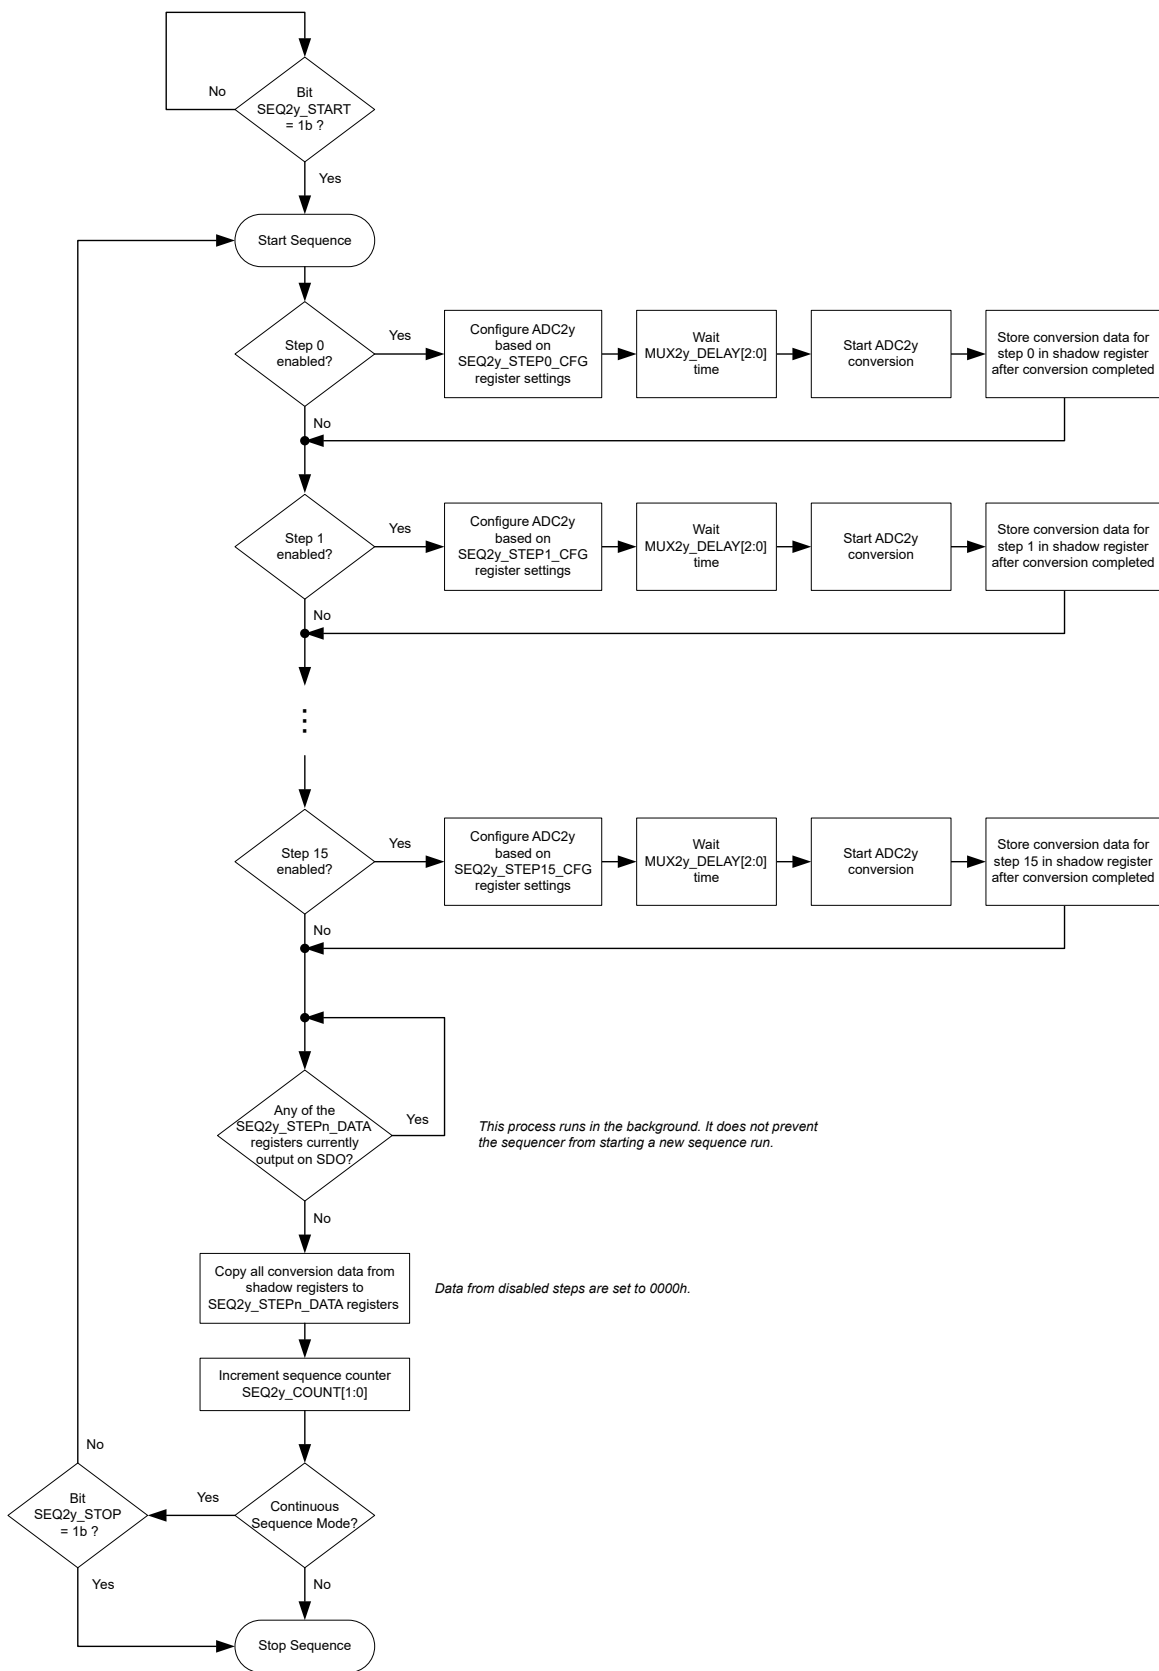 No
Bit
SEQ2y_START
= 1b ?
Yes
Start Sequence
Step 0
enabled?
Yes
Configure ADC2y
based on
SEQ2y_STEP0_CFG
register settings
Wait
MUX2y_DELAY[2:0]
time
Start ADC2y
conversion
Store conversion data for
step 0 in shadow register
after conversion completed
No
Step 1
enabled?
Yes
Configure ADC2y
based on
SEQ2y_STEP1_CFG
register settings
Wait
MUX2y_DELAY[2:0]
time
Start ADC2y
conversion
Store conversion data for
step 1 in shadow register
after conversion completed
No
⋮
Step 15
enabled?
Yes
Configure ADC2y
based on
SEQ2y_STEP15_CFG
register settings
Wait
MUX2y_DELAY[2:0]
time
Start ADC2y
conversion
Store conversion data for
step 15 in shadow register
after conversion completed
No
Any of the
SEQ2y_STEPn_DATA
registers currently
output on SDO?
Yes
This process runs in the background. It does not prevent
the sequencer from starting a new sequence run.
No
Copy all conversion data from
shadow registers to
SEQ2y_STEPn_DATA registers
Data from disabled steps are set to 0000h.
Increment sequence counter
SEQ2y_COUNT[1:0]
No
Bit
SEQ2y_STOP
= 1b ?
Yes
Continuous
Sequence Mode?
Yes
No
Stop Sequence